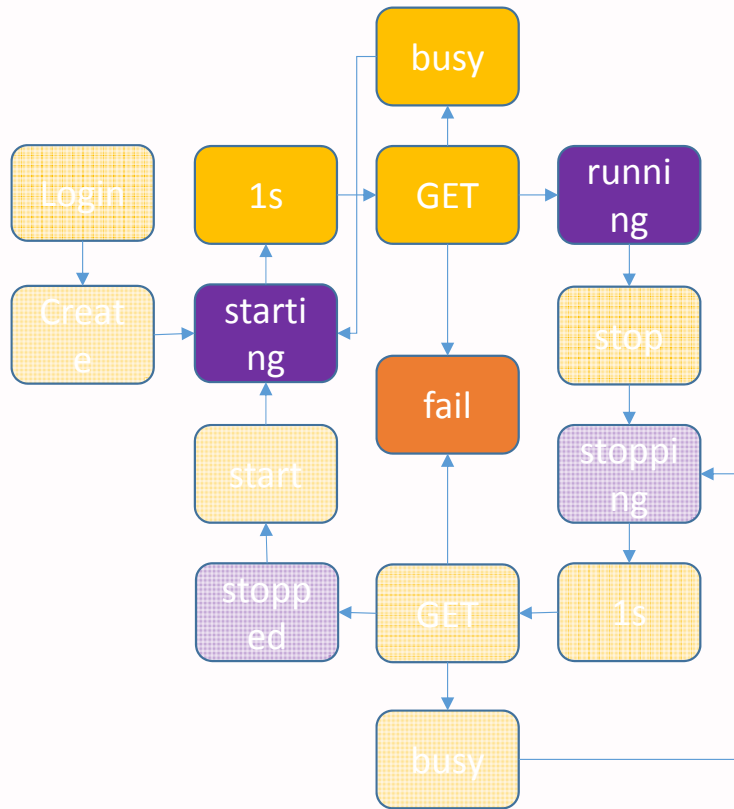 busy
Login
1s
GET
runni
ng
Creat
e
starti
ng
stop
fail
start
stoppi
ng
stopp
ed
GET
1s
busy